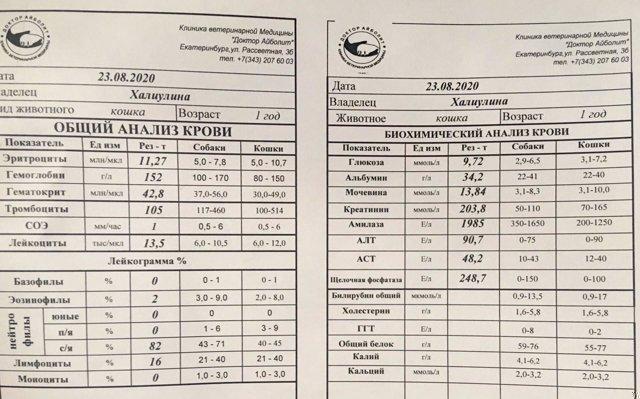 ДОКТОР АЙБОЛИТ
Клиника ветеринарной Медицины
"Доктор Айболит"
Екатеринбург,ул. Рассветная, 3б
тел. +7(343) 207 60 03
ата 23.08.2020
ладелец Халиулина
ид животного кошка Возраст 1 год
ОБЩИЙ АНАЛИЗ КРОВИ
Показатель Ед изм Рез - т Собаки Кошки
Эритроциты млн/мкл 11,27 5,0 - 7,8 5,0 - 10,7
Гемоглобин г/л 152 100 - 170 80 - 150
Гематокрит млн/мкл 42,8 37,0-56,0 30,0-49,0
Тромбоциты 105 117-460 100-514
СОЭ мм/час 1 0,5 - 6 0,5 - 6
Лейкоциты тыс/мкл 13,5 6,0 - 10,5 6,0 - 12,0
Лейкограмма %
Базофилы % 0 0 - 1 0 - 1
Эозинофилы % 2 3,0 - 9,0 2,0 - 8,0
нейтро филы юные % 0 0 0
п/я % 0 1 - 6 3 - 9
с/я % 82 43 - 71 40 - 45
Лимфоциты % 16 21 - 40 21 - 40
Моноциты % 0 1,0 - 3,0 1,0 - 3,0
ДОКТОР АЙБОЛИТ
Клиника ветеринарной Медицины
"Доктор Айболит"
Екатеринбург,ул. Рассветная, 3б
тел. +7(343) 207 60 03
Дата 23.08.2020
Владелец Халиулина
Животное кошка Возраст 1 год
БИОХИМИЧЕСКИЙ АНАЛИЗ КРОВИ
Показатель Ед изм Рез - т Собаки Кошки
Глюкоза ммоль/л 9,72 2,9-6,5 3,1-7,2
Альбумин г/л 34,2 22-41 22-40
Мочевина ммоль/л 13,84 3,1-8,3 3,1-10,0
Креатинин ммоль/л 203,8 50-110 70-165
Амилаза Е/л 1985 350-1650 200-1250
АЛТ Е/л 90,7 0-75 0-90
АСТ Е/л 48,2 10-43 12-40
Щелочная фосфатаза Е/л 248,7 0-150 0-100
Билирубин общий мкмоль/л 0,9-13,5 0,9-17
Холестерин г/л 1,6-5,8 1,6-5,8
ГГТ Е/л 0-8 0-2
Общий белок г/л 59-76 55-77
Калий г/л 4,1-6,2 4,1-6,2
Кальций ммоль/л 2,0-3,2 2,0-3,2